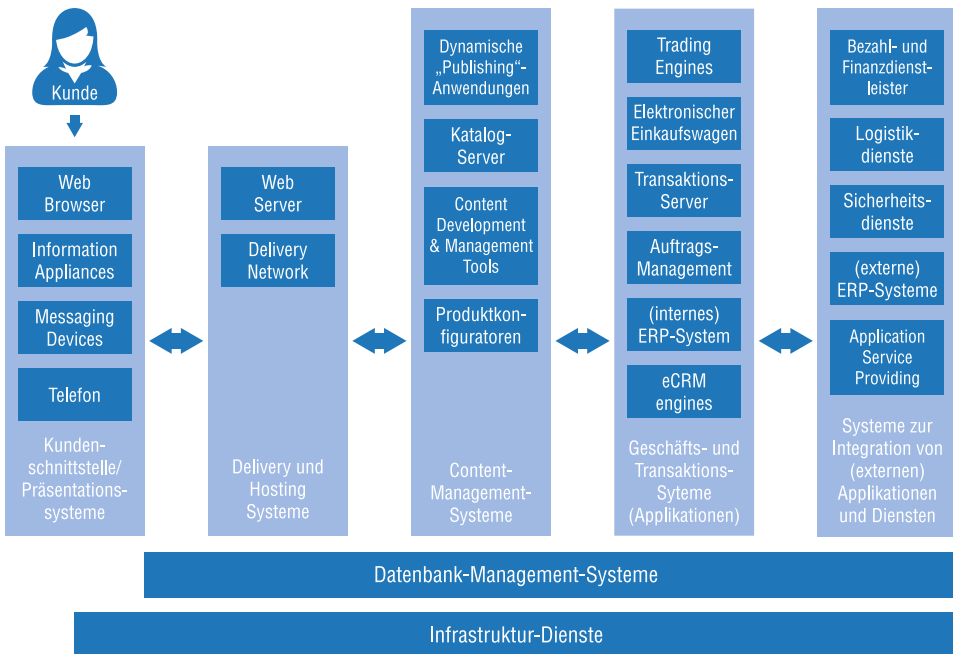 Kunde
Web
Browser
Information
Appliances
Messaging
Devices
Telefon
Kunden-
schnittstelle/
Präsentations-
systeme
Web
Server
Delivery
Network
Delivery und
Hosting
Systeme
Dynamische
„Publishing“-
Anwendungen
Katalog-
Server
Content
Development
& Management
Tools
Produktkon-
figuratoren
Content-
Management-
Systeme
Trading
Engines
Elektronischer
Einkaufswagen
Transaktions-
Server
Auftrags-
Management
(internes)
ERP-System
eCRM
engines
Geschäfts- und
Transaktions-
Syteme
(Applikationen)
Bezahl- und
Finanzdienst-
leister
Logistik-
dienste
Sicherheits-
dienste
(externe)
ERP-Systeme
Application
Service
Providing
Systeme zur
Integration von
(externen)
Applikationen
und Diensten
Datenbank-Management-Systeme
Infrastruktur-Dienste